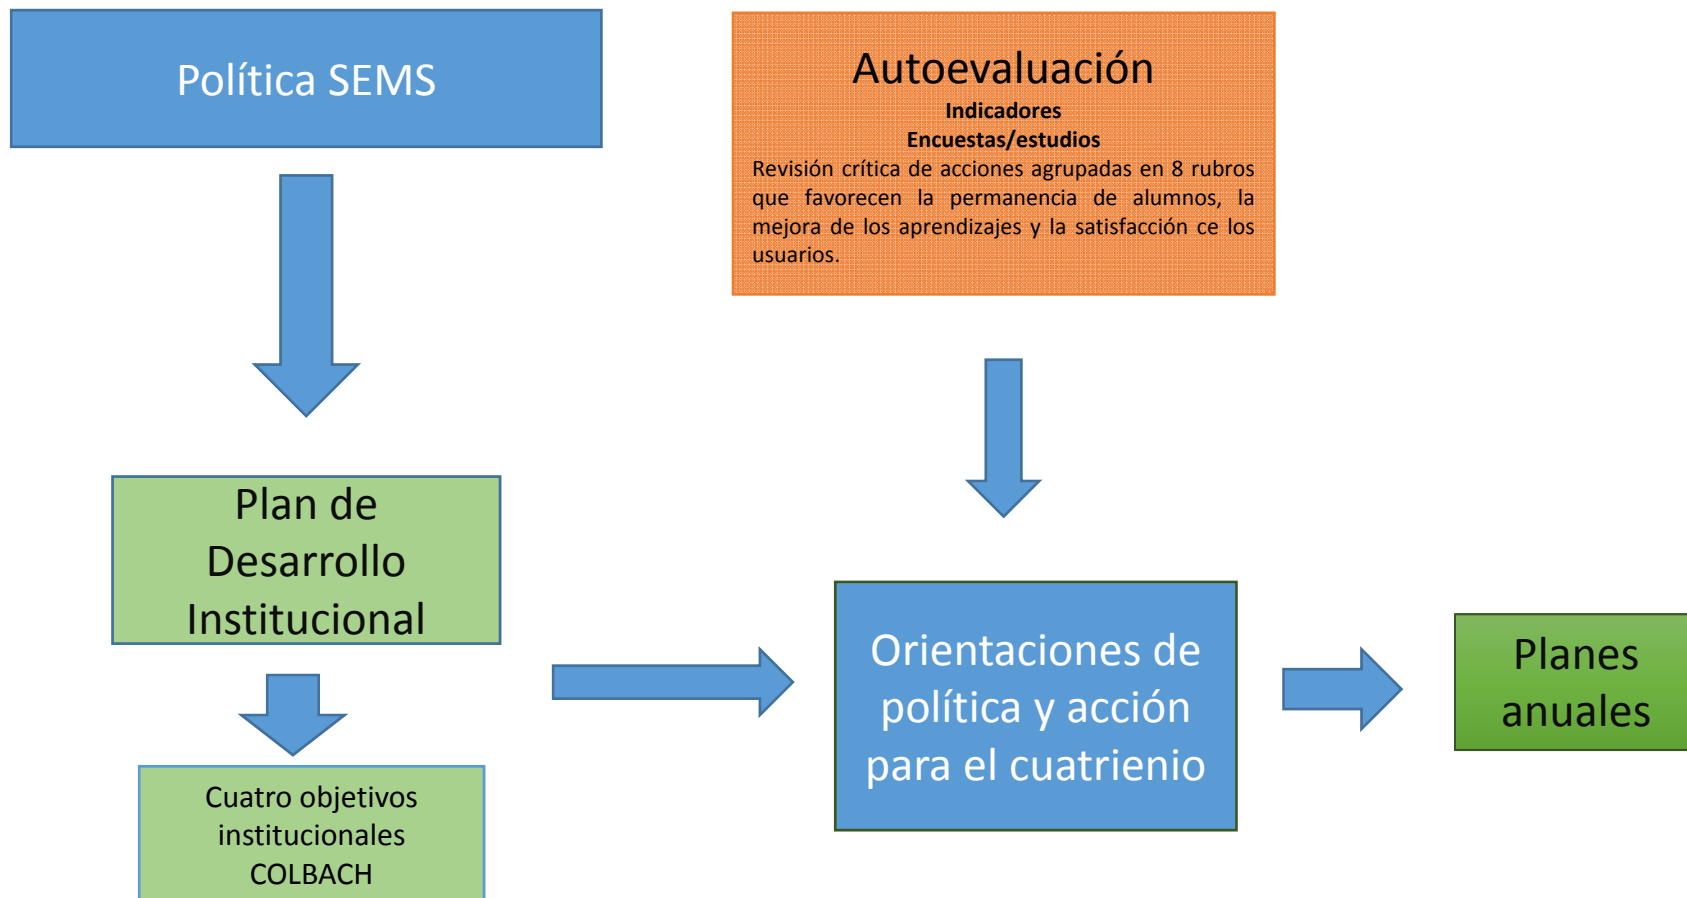 Política SEMS
Autoevaluación
Indicadores
Encuestas/estudios
Revisión crítica de acciones agrupadas en 8 rubros
que favorecen la permanencia de alumnos, la
mejora de los aprendizajes y la satisfacción ce los
usuarios.
Plan de
Desarrollo
Institucional
Cuatro objetivos
institucionales
COLBACH
Orientaciones de
política y acción
para el cuatrienio
Planes
anuales